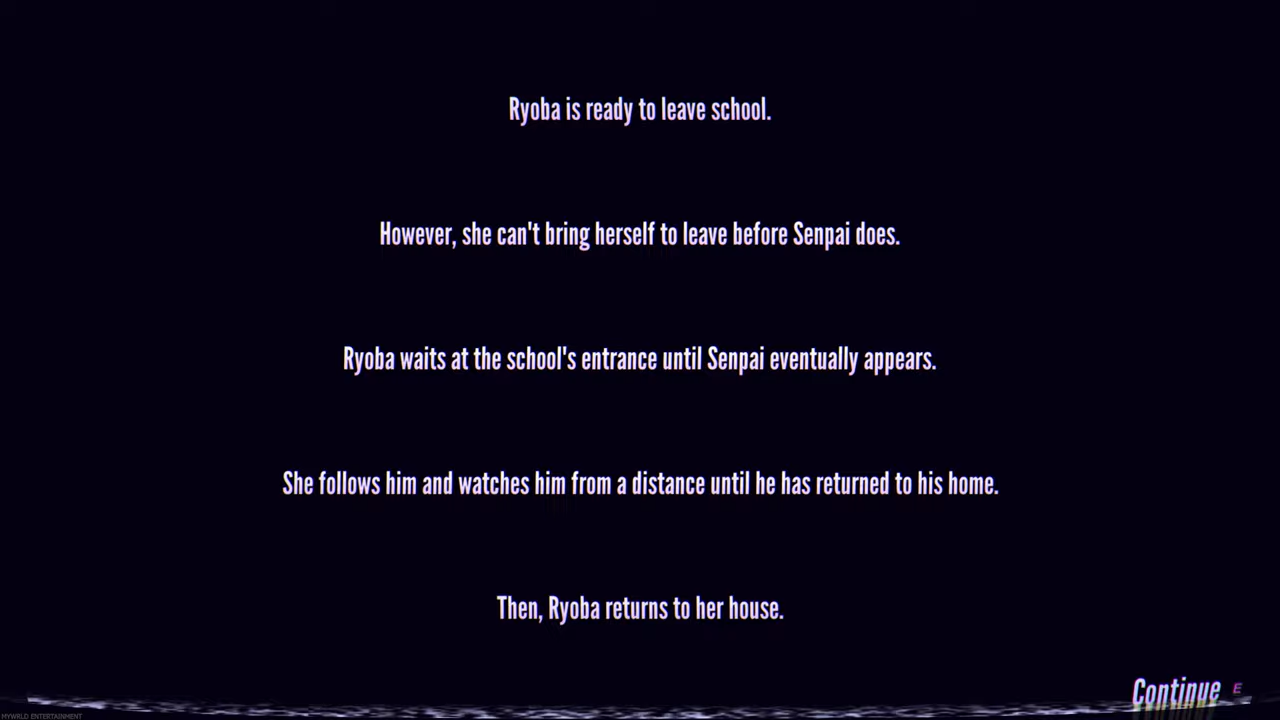 Ryoba is ready to leave school.
However, she can't bring herself to leave before Senpai does.
Ryoba waits at the school's entrance until Senpai eventually appears.
She follows him and watches him from a distance until he has returned to his home.
Then, Ryoba returns to her house.
Continue E
MYWRLD ENTERTAINMENT